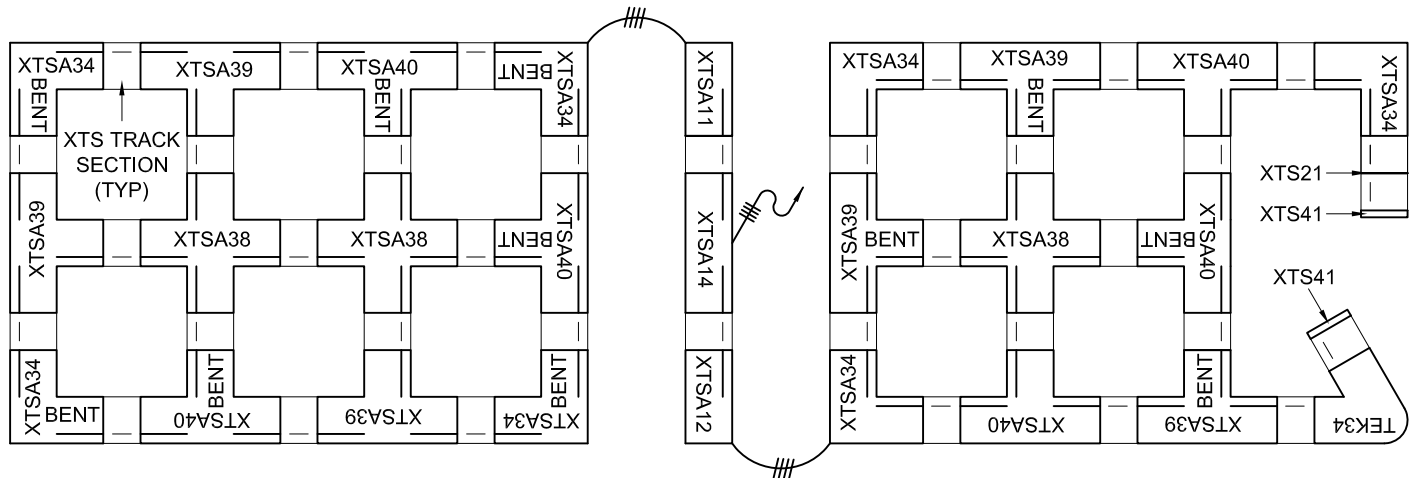 XTSA34
BENT
XTSA39
XTSA40
BENT
BENT
XTSA34
XTSA11
XTSA34
XTSA39
BENT
XTSA40
XTSA34
XTS TRACK
SECTION
(TYP)
XTS21
XTS41
XTSA39
XTSA38
XTSA38
BENT
XTSA40
XTSA14
XTSA39
BENT
XTSA38
BENT
XTSA40
XTS41
XTSA34
BENT
BENT
XTSA40
XTSA39
BENT
XTSA34
XTSA12
XTSA34
XTSA40
BENT
XTSA39
TEK34